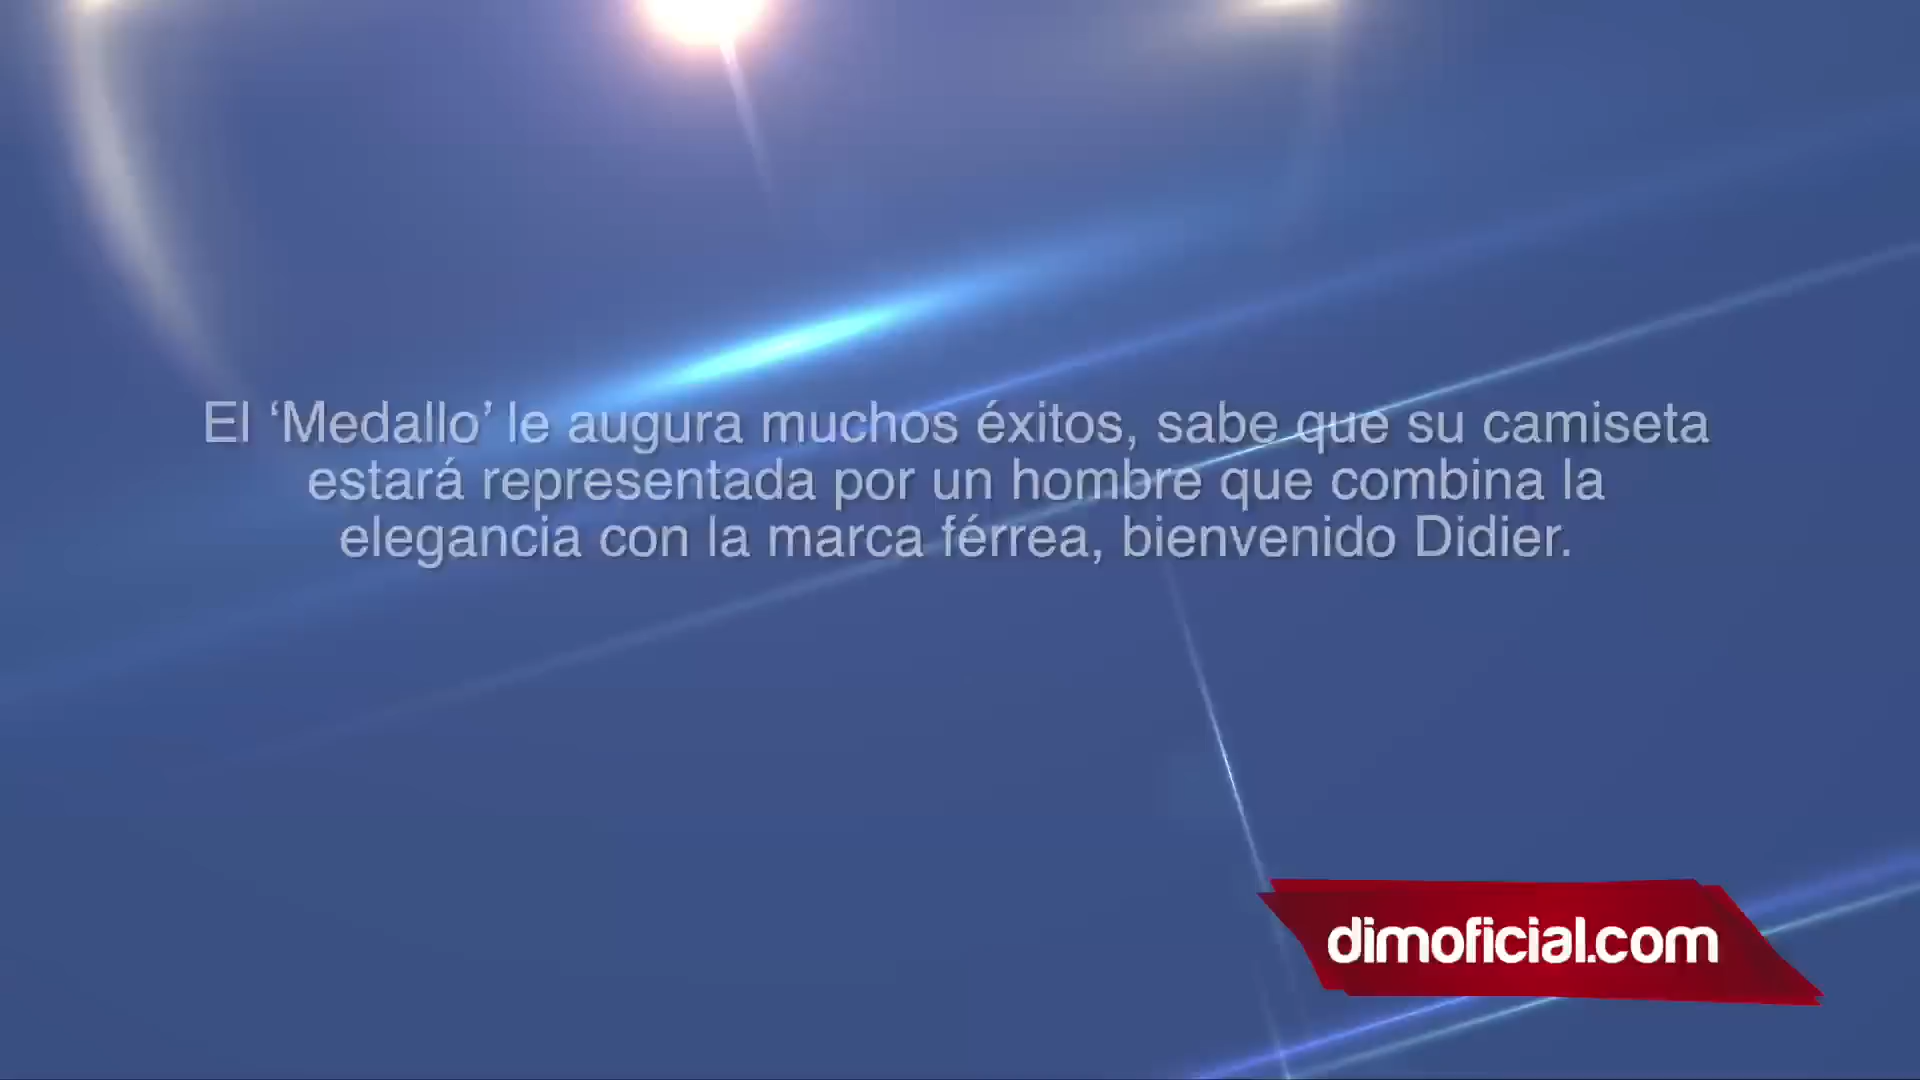 El ‘Medallo’ le augura muchos éxitos, sabe que su camiseta
estará representada por un hombre que combina la
elegancia con la marca férrea, bienvenido Didier.
dimoficial.com